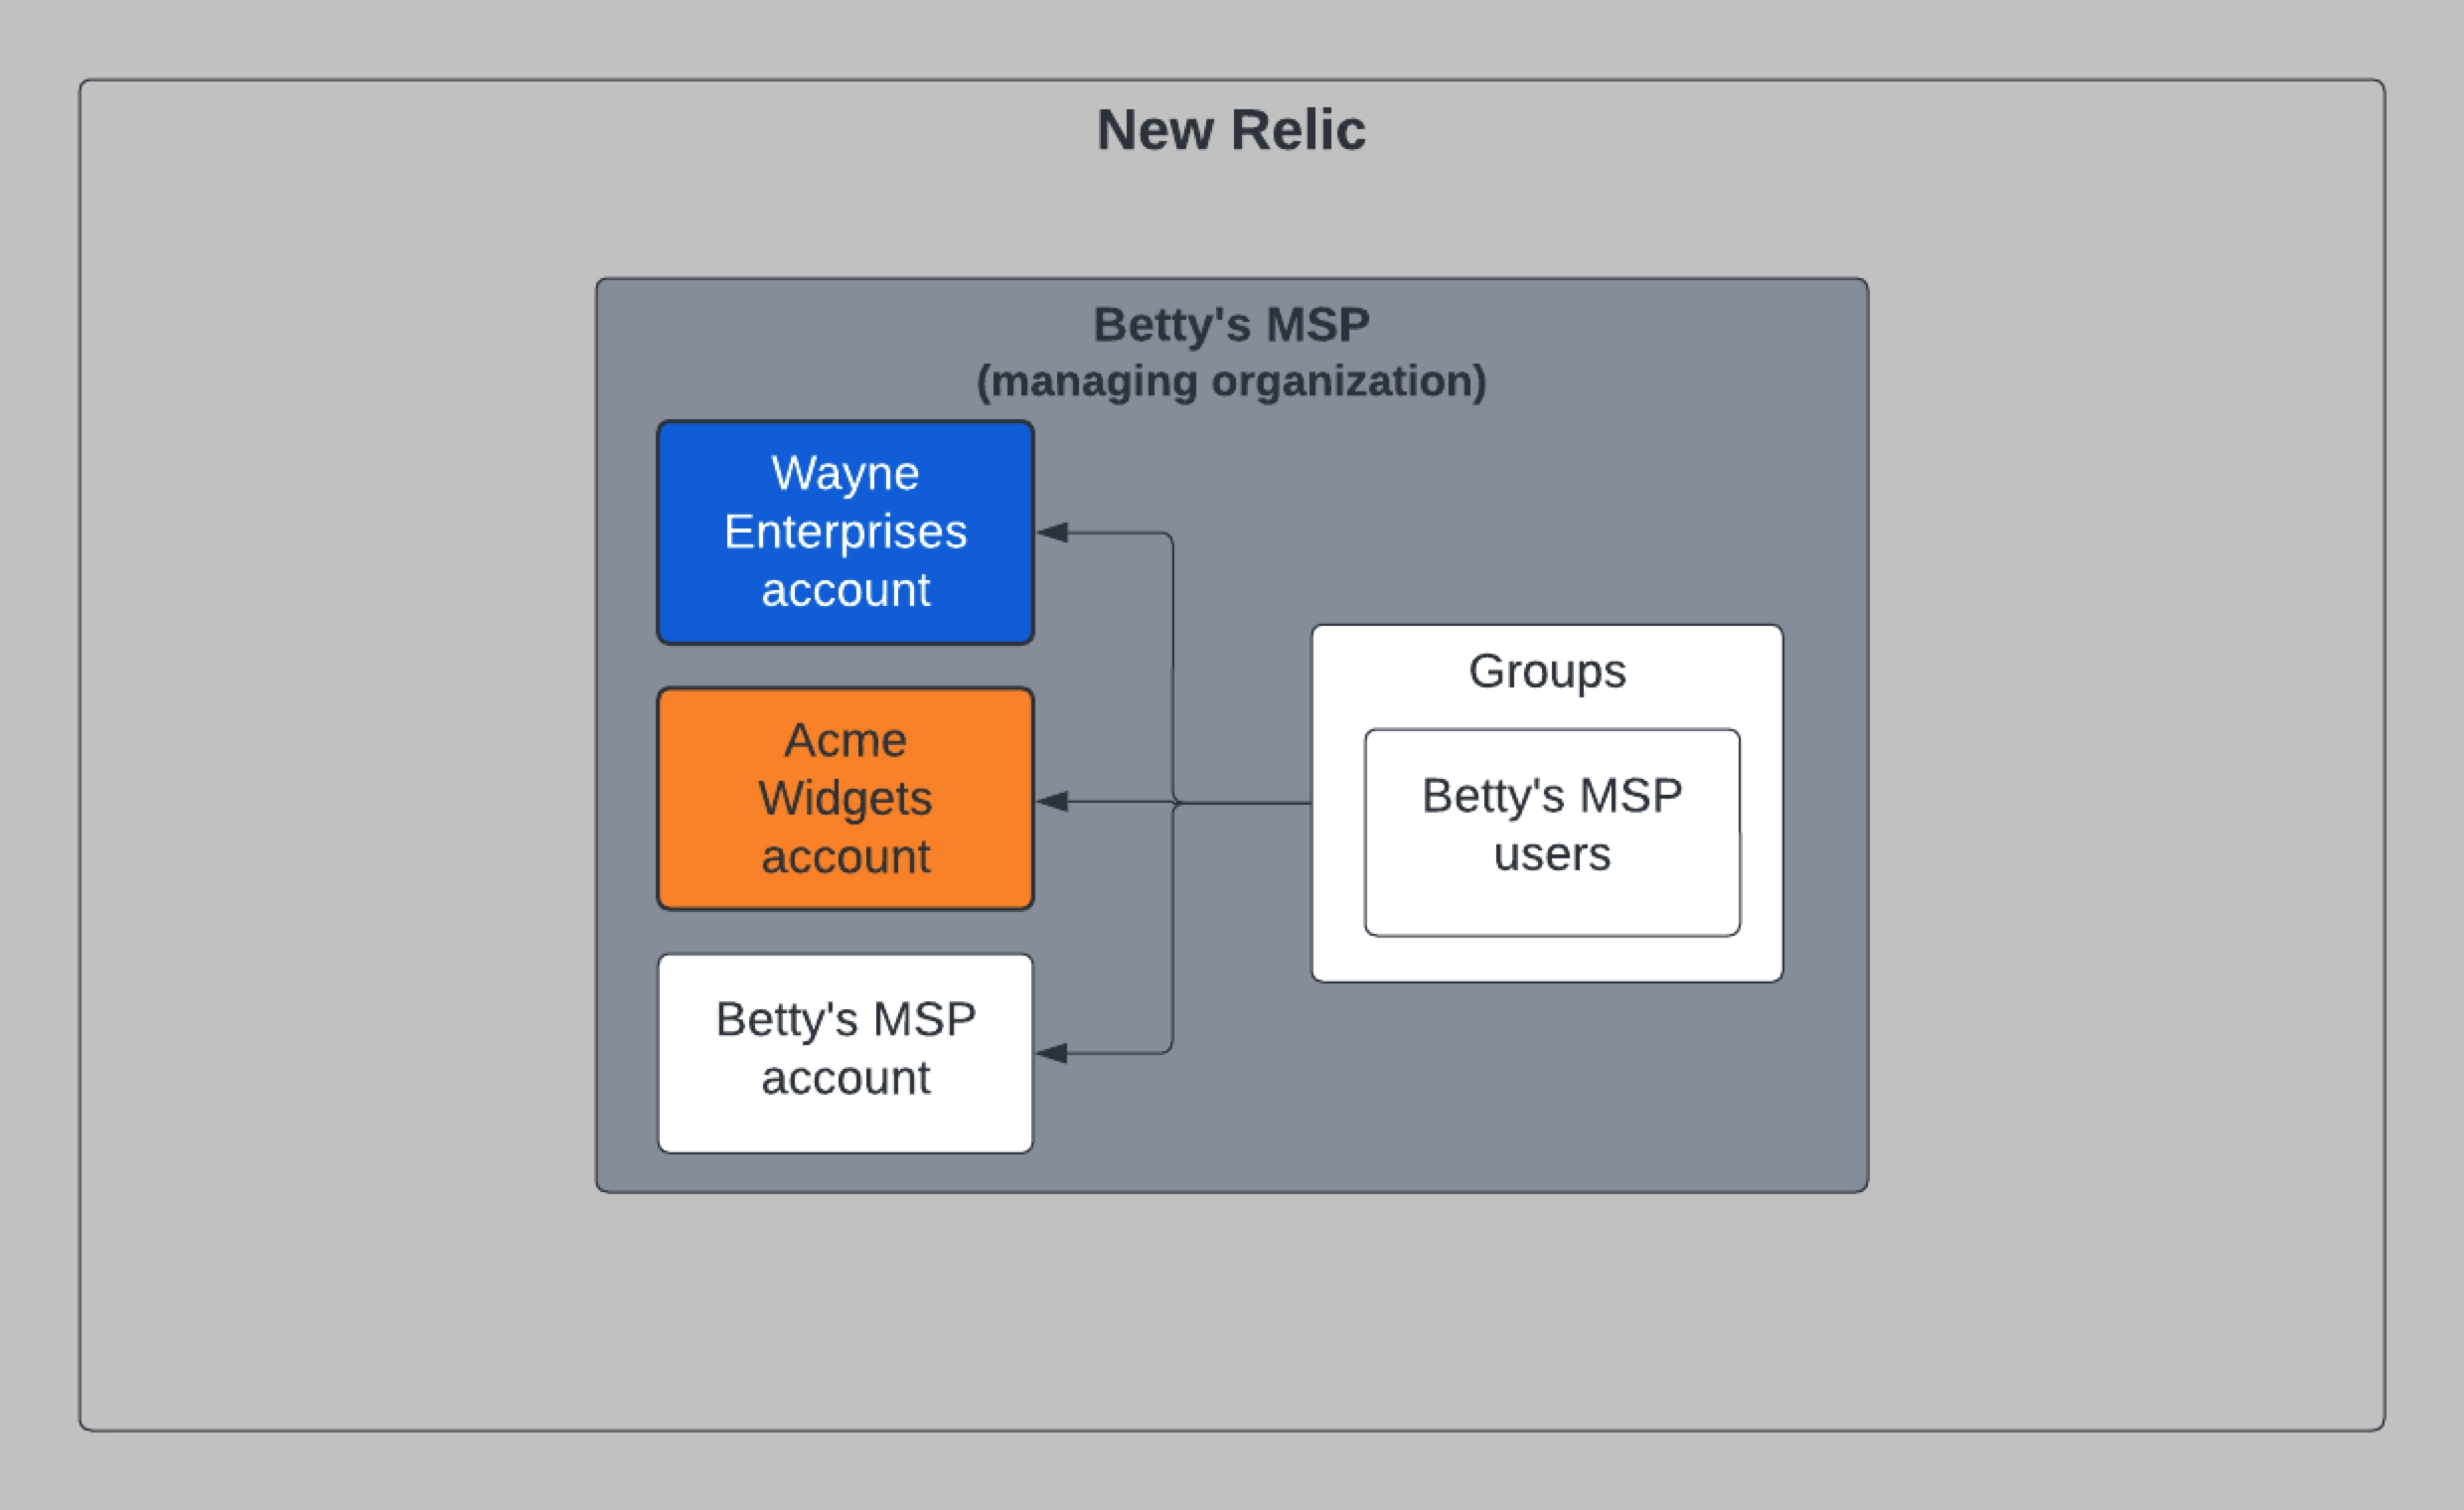 New Relic
Betty's MSP
(managing organization)
Wayne
Enterprises
account
Acme
Widgets
account
Betty's MSP
account
Groups
Betty's MSP
users